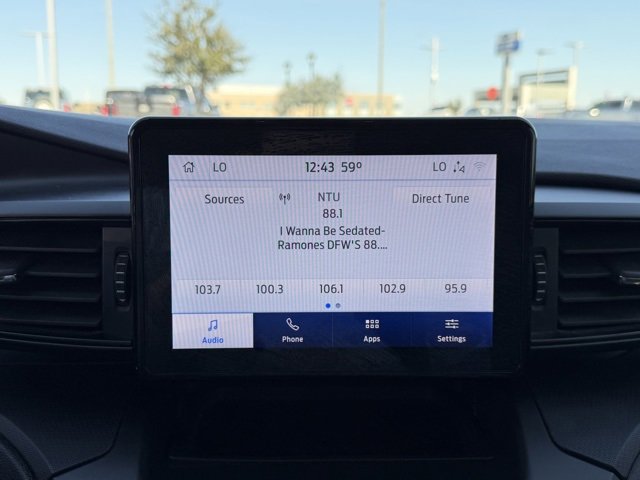 LO 12:43 59° LO
Sources NTU Direct Tune
88.1
I Wanna Be Sedated-
Ramones DFW'S 88....
103.7 100.3 106.1 102.9 95.9
Audio Phone Apps Settings